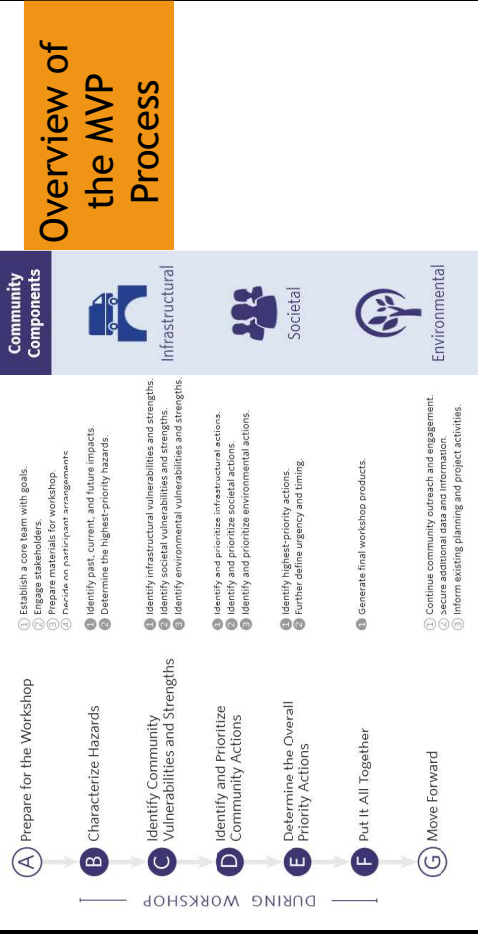 Overview of
the MVP
Process
DURING WORKSHOP
A Prepare for the Workshop
1 Establish a core team with goals.
2 Engage stakeholders.
3 Prepare materials for workshop.
4 Decide on participant arrangements
B Characterize Hazards
1 Identify past, current, and future impacts.
2 Determine the highest-priority hazards.
C Identify Community
Vulnerabilities and Strengths
1 Identify infrastructural vulnerabilities and strengths.
2 Identify societal vulnerabilities and strengths.
3 Identify environmental vulnerabilities and strengths.
D Identify and Prioritize
Community Actions
1 Identify and prioritize infrastructural actions.
2 Identify and prioritize societal actions.
3 Identify and prioritize environmental actions.
E Determine the Overall
Priority Actions
1 Identify highest-priority actions.
2 Further define urgency and timing
F Put It All Together
1 Generate final workshop products.
G Move Forward
1 Continue community outreach and engagement.
2 Secure additional data and information.
3 Inform existing planning and project activities.
Community
Components
Infrastructural
Societal
Environmental